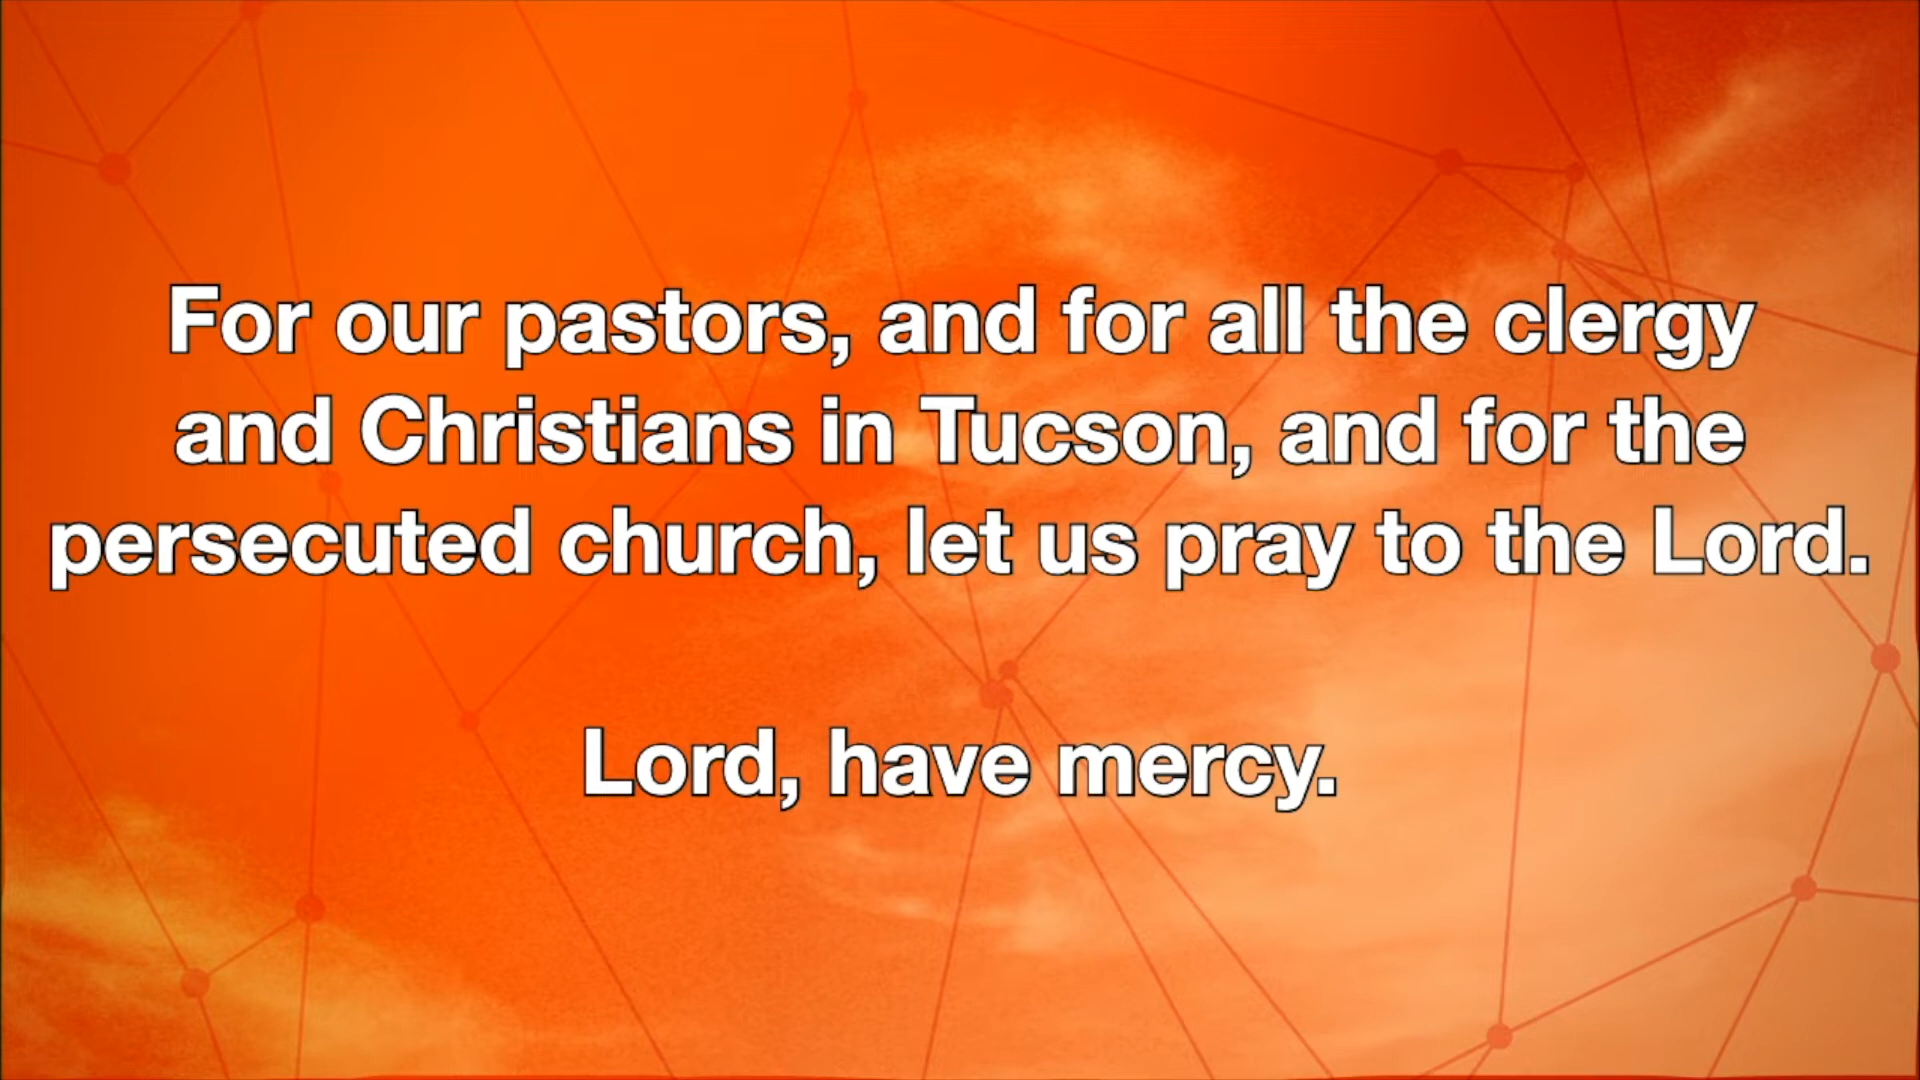 For our pastors, and for all the clergy
and Christians in Tucson, and for the
persecuted church, let us pray to the Lord.
Lord, have mercy.